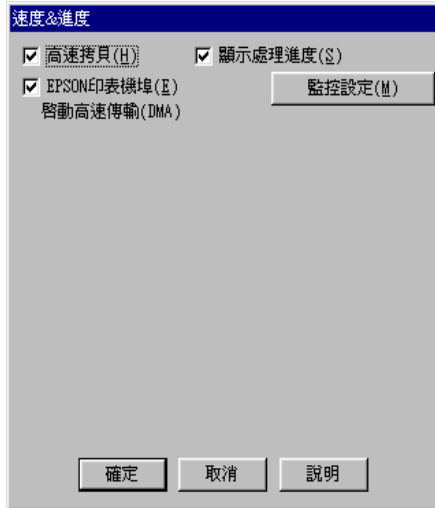 速度&進度
高速拷貝(H) 顯示處理進度(S)
EPSON印表機埠(E) 監控設定(M)
啓動高速傳輸(DMA)
確定 取消 說明